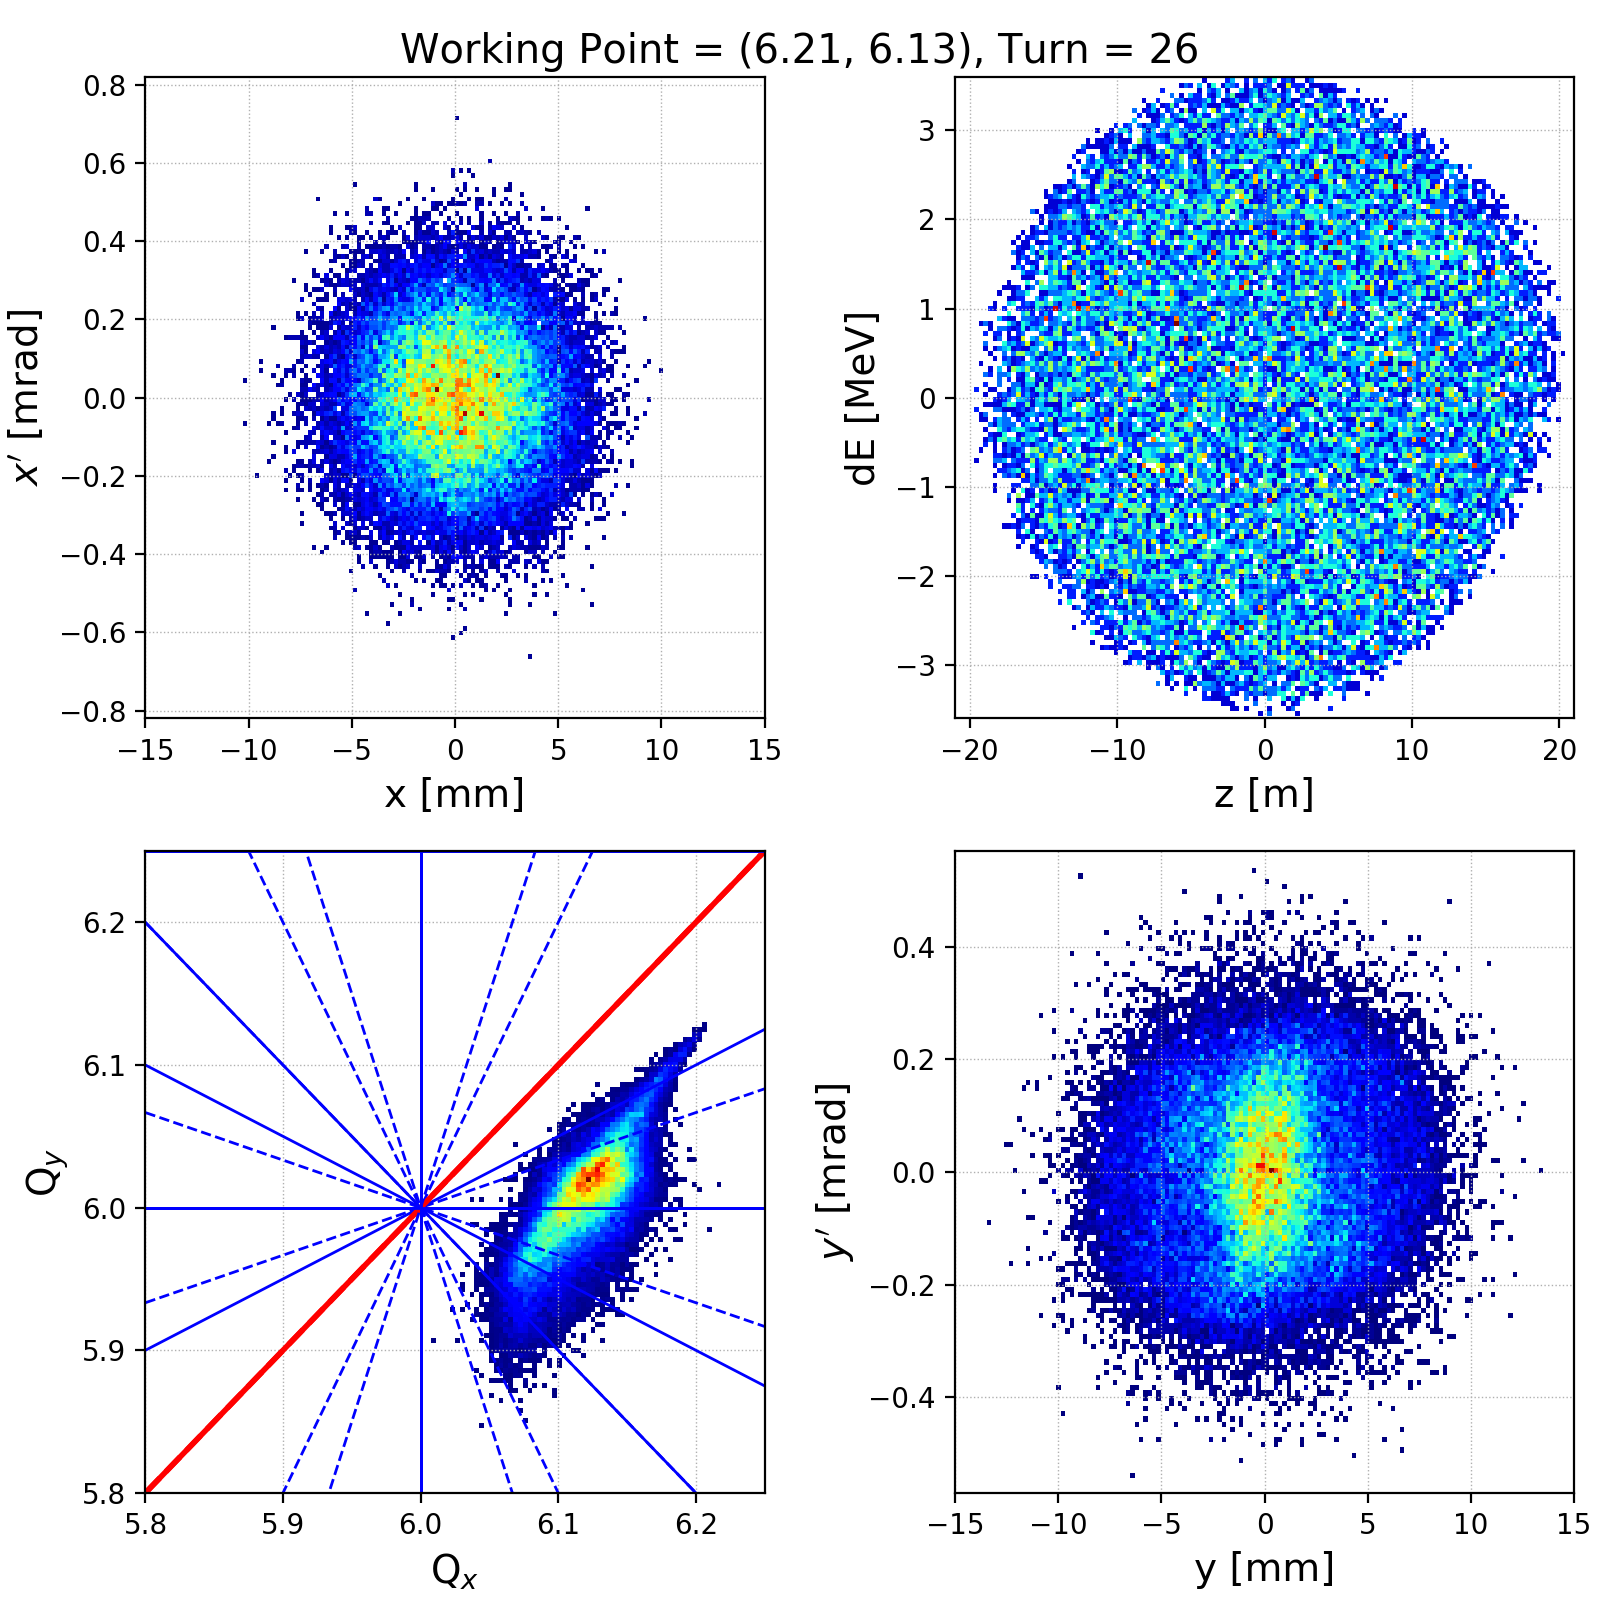 Working Point = (6.21, 6.13), Turn = 26
0.8
0.6
0.4
0.2
0.0
−0.2
−0.4
−0.6
−0.8
x′ [mrad]
−15 −10 −5 0 5 10 15
x [mm]
3
2
1
0
−1
−2
−3
dE [MeV]
−20 −10 0 10 20
z [m]
6.2
6.1
6.0
5.9
5.8
Qy
5.8 5.9 6.0 6.1 6.2
Qx
0.4
0.2
0.0
−0.2
−0.4
y′ [mrad]
−15 −10 −5 0 5 10 15
y [mm]